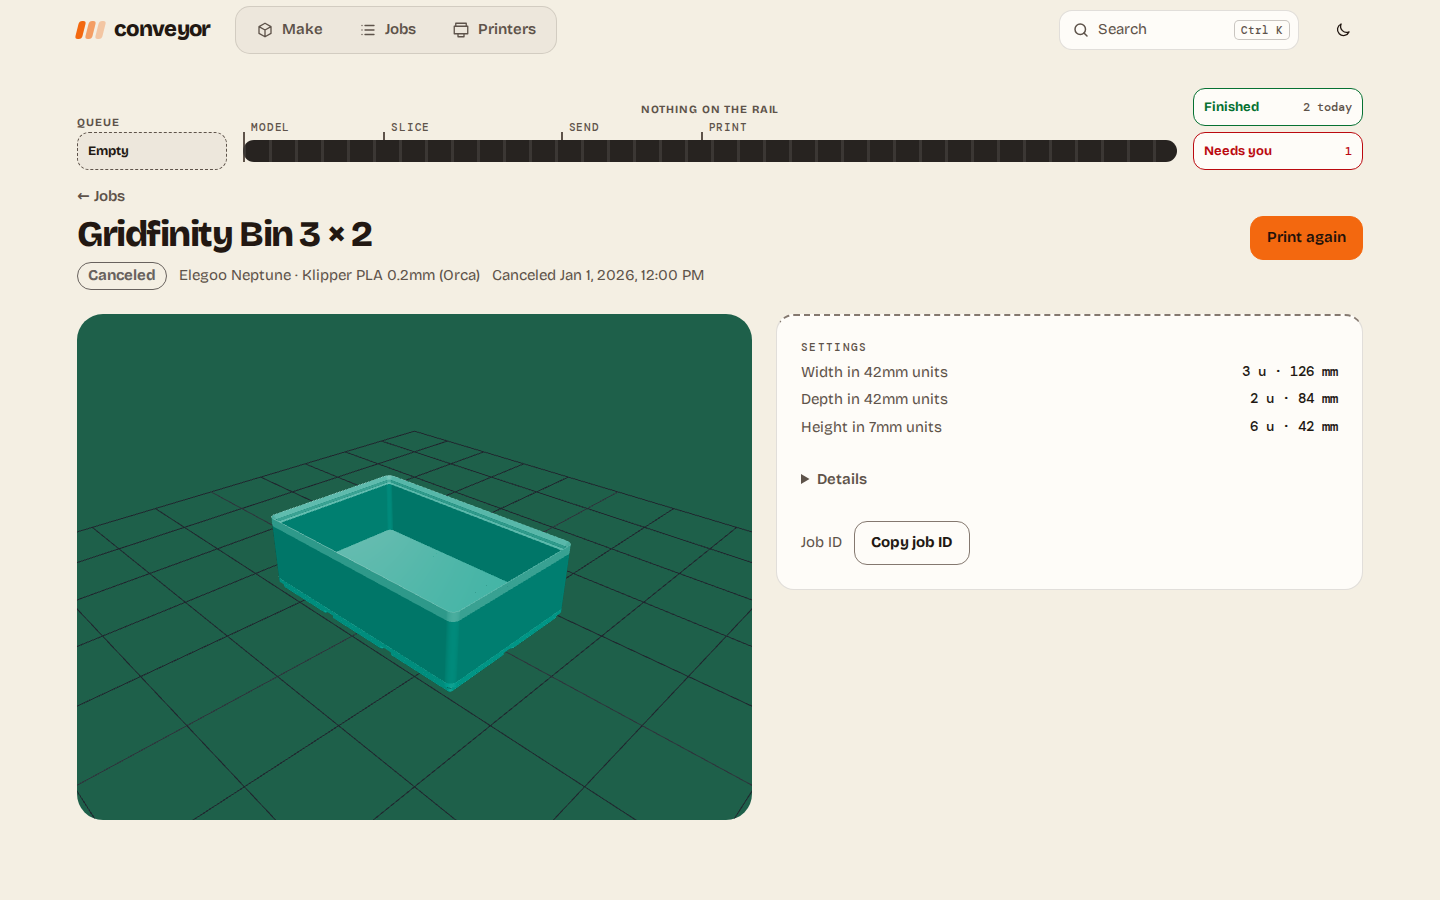 conveyor
Make
Jobs
Printers
Search
Ctrl K
QUEUE
Empty
NOTHING ON THE RAIL
MODEL
SLICE
SEND
PRINT
Finished 2 today
Needs you 1
← Jobs
Gridfinity Bin 3 × 2
Print again
Canceled Elegoo Neptune · Klipper PLA 0.2mm (Orca) Canceled Jan 1, 2026, 12:00 PM
SETTINGS
Width in 42mm units 3 u · 126 mm
Depth in 42mm units 2 u · 84 mm
Height in 7mm units 6 u · 42 mm
Details
Job ID Copy job ID